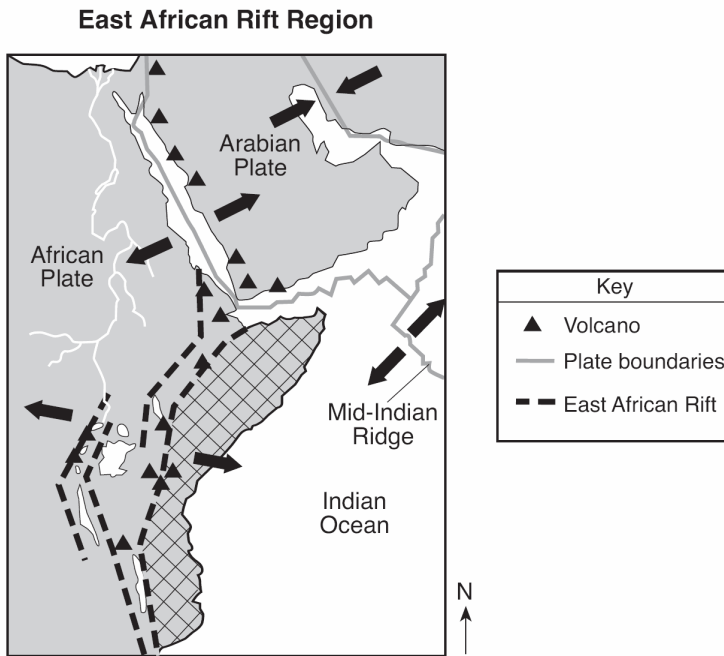 East African Rift Region
Arabian
Plate
African
Plate
Mid-Indian
Ridge
Indian
Ocean
N
Key
Volcano
Plate boundaries
East African Rift